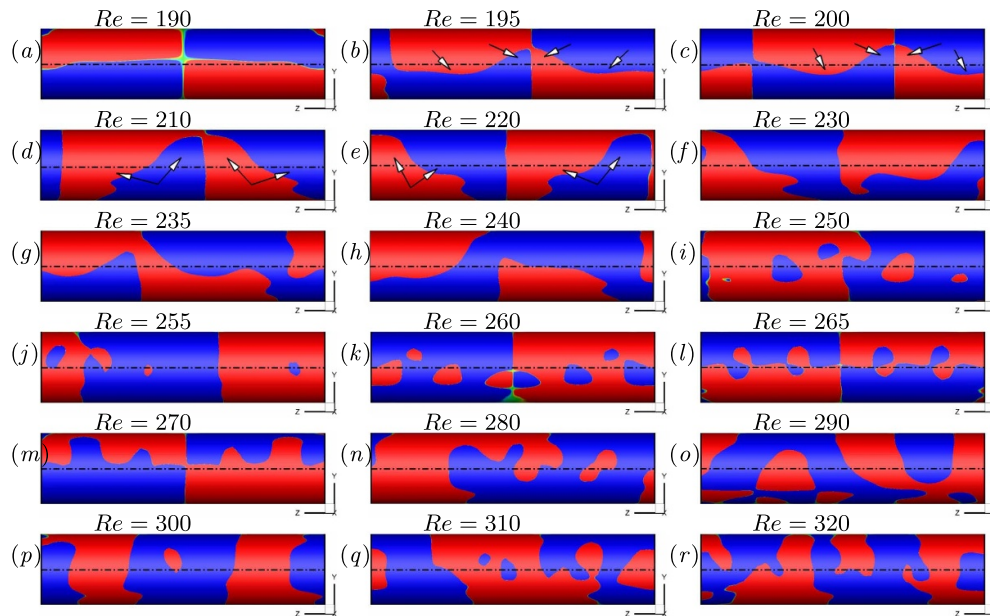 Re = 190 Re = 195 Re = 200
(a) (b) (c)
Y Y Y
Z X Z X Z
Re = 210 Re = 220 Re = 230
(d) (e) (f)
Y Y Y
Z X Z X Z
Re = 235 Re = 240 Re = 250
(g) (h) (i)
Y Y Y
Z X Z X Z
Re = 255 Re = 260 Re = 265
(j) (k) (l)
Y Y Y
Z X Z X Z
Re = 270 Re = 280 Re = 290
(m) (n) (o)
Y Y Y
Z X Z X Z
Re = 300 Re = 310 Re = 320
(p) (q) (r)
Y Y Y
Z X Z X Z